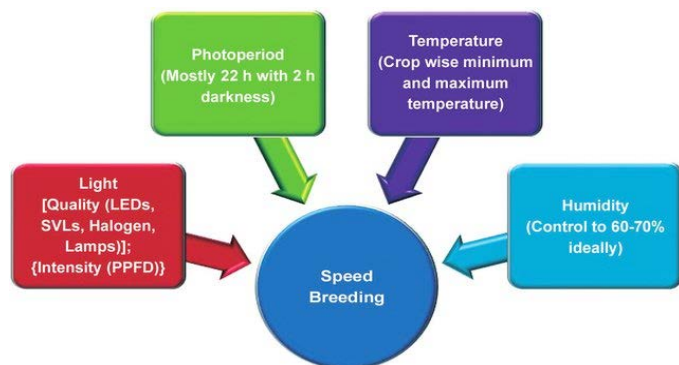 Photoperiod
(Mostly 22 h with 2 h
darkness)
Temperature
(Crop wise minimum
and maximum
temperature)
Light
[Quality (LEDs,
SVLs, Halogen,
Lamps)];
{Intensity (PPFD)}
Humidity
(Control to 60-70%
ideally)
Speed
Breeding